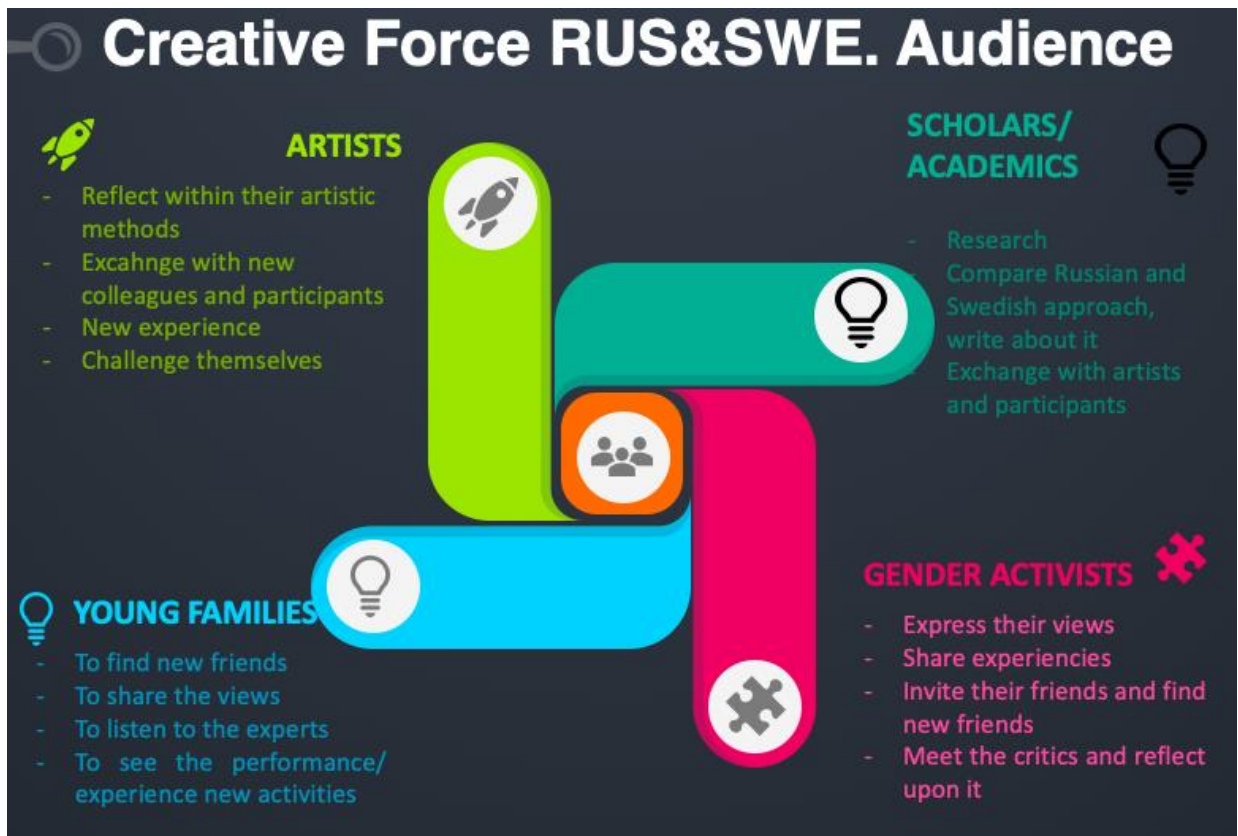 Creative Force RUS&SWE. Audience
ARTISTS
- Reflect within their artistic
methods
- Excahnge with new
colleagues and participants
- New experience
- Challenge themselves
SCHOLARS/
ACADEMICS
- Research
- Compare Russian and
Swedish approach,
write about it
- Exchange with artists
and participants
YOUNG FAMILIES
- To find new friends
- To share the views
- To listen to the experts
- To see the performance/
experience new activities
GENDER ACTIVISTS
- Express their views
- Share experiencies
- Invite their friends and find
new friends
- Meet the critics and reflect
upon it